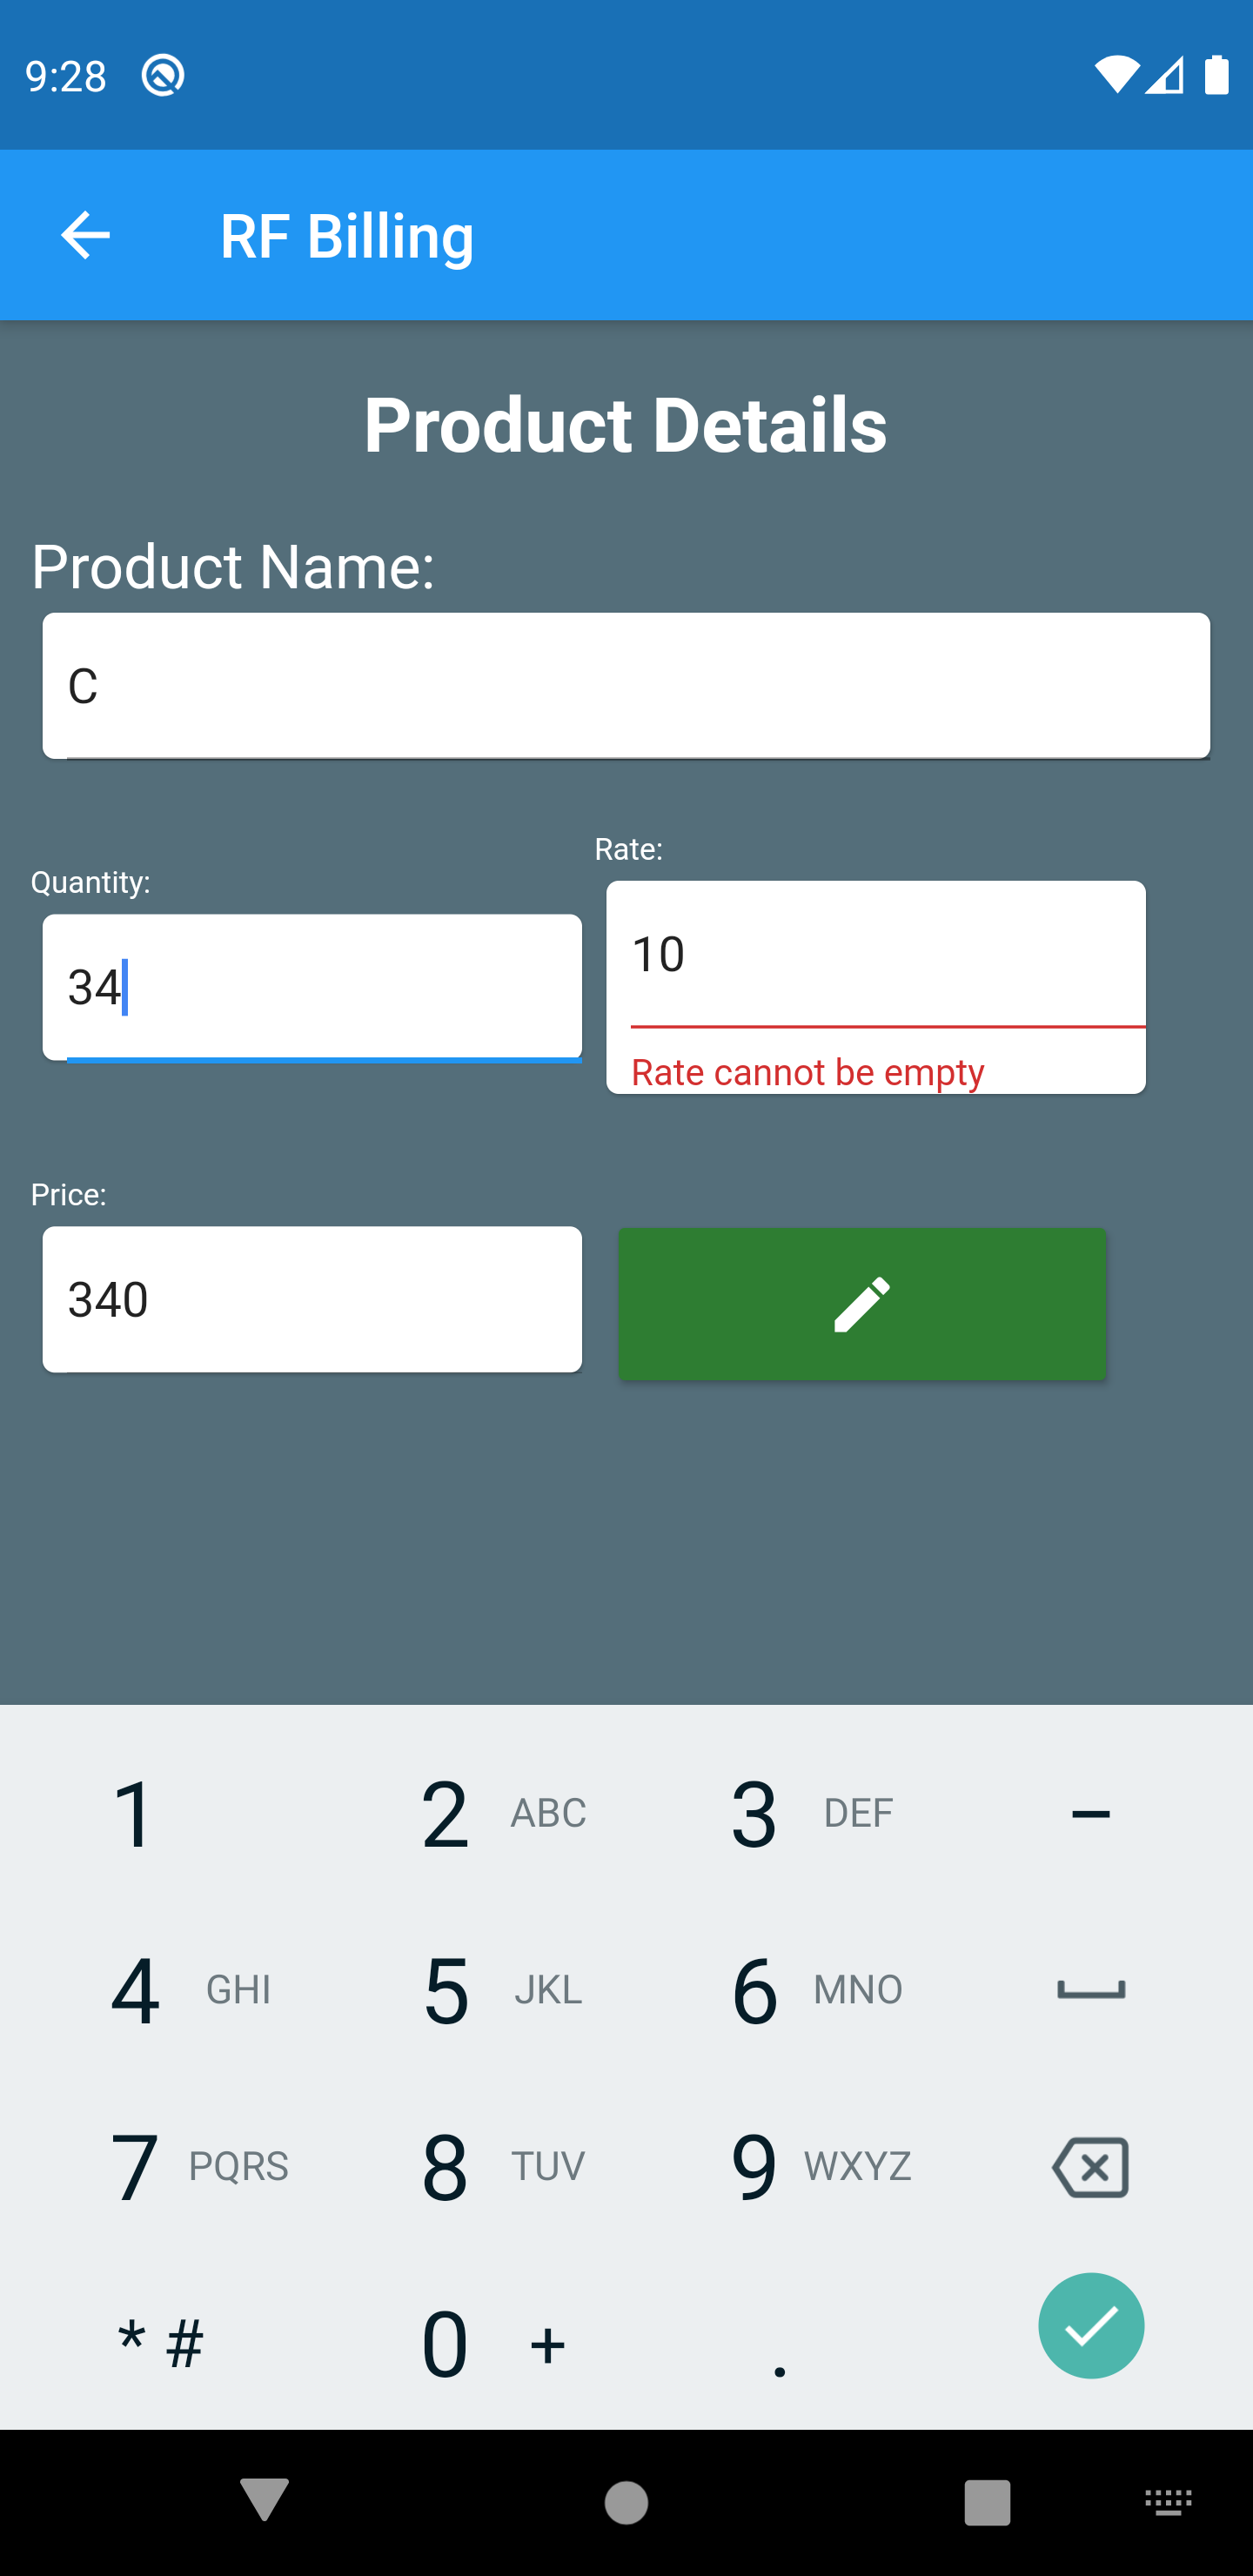 9:28
RF Billing
Product Details
Product Name:
C
Rate:
Quantity:
10
34
Rate cannot be empty
Price:
340
1 2 ABC 3 DEF –
4 GHI 5 JKL 6 MNO
7 PQRS 8 TUV 9 WXYZ
* # 0 + .